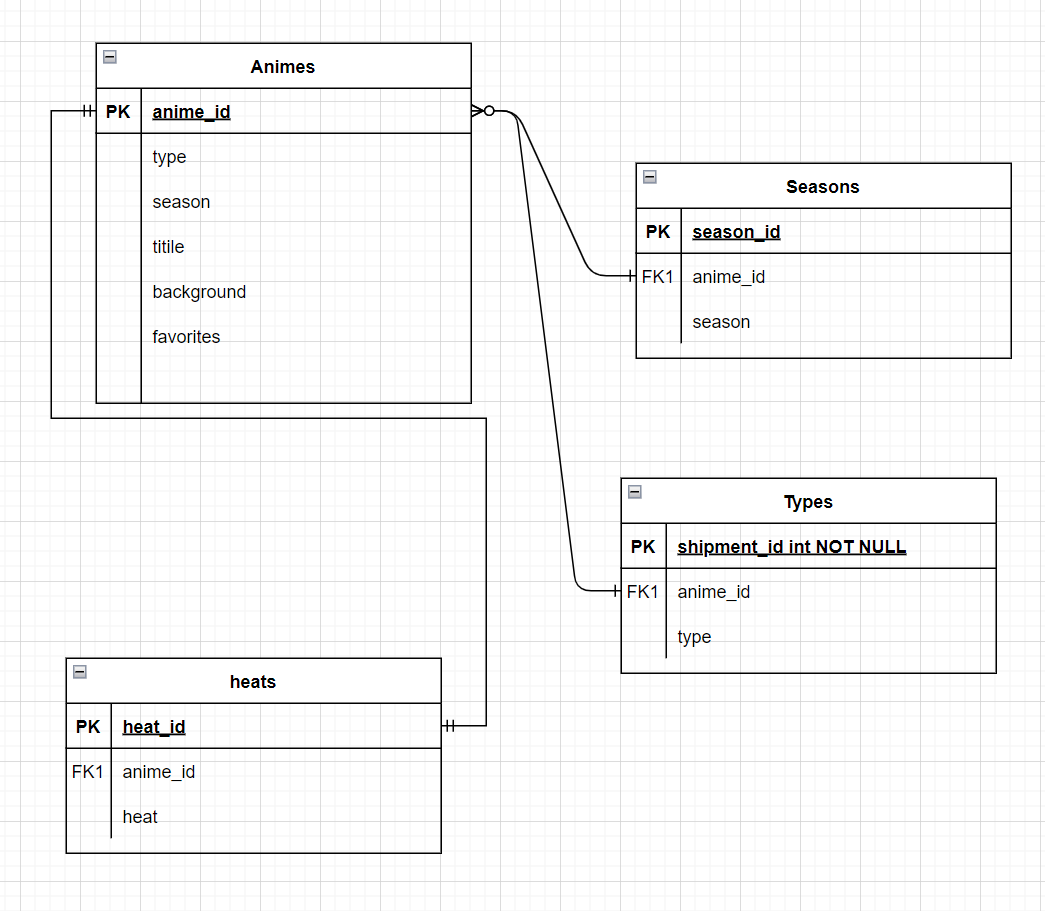 Animes
PK anime_id
type
season
titile
background
favorites
Seasons
PK season_id
FK1 anime_id
season
Types
PK shipment_id int NOT NULL
FK1 anime_id
type
heats
PK heat_id
FK1 anime_id
heat